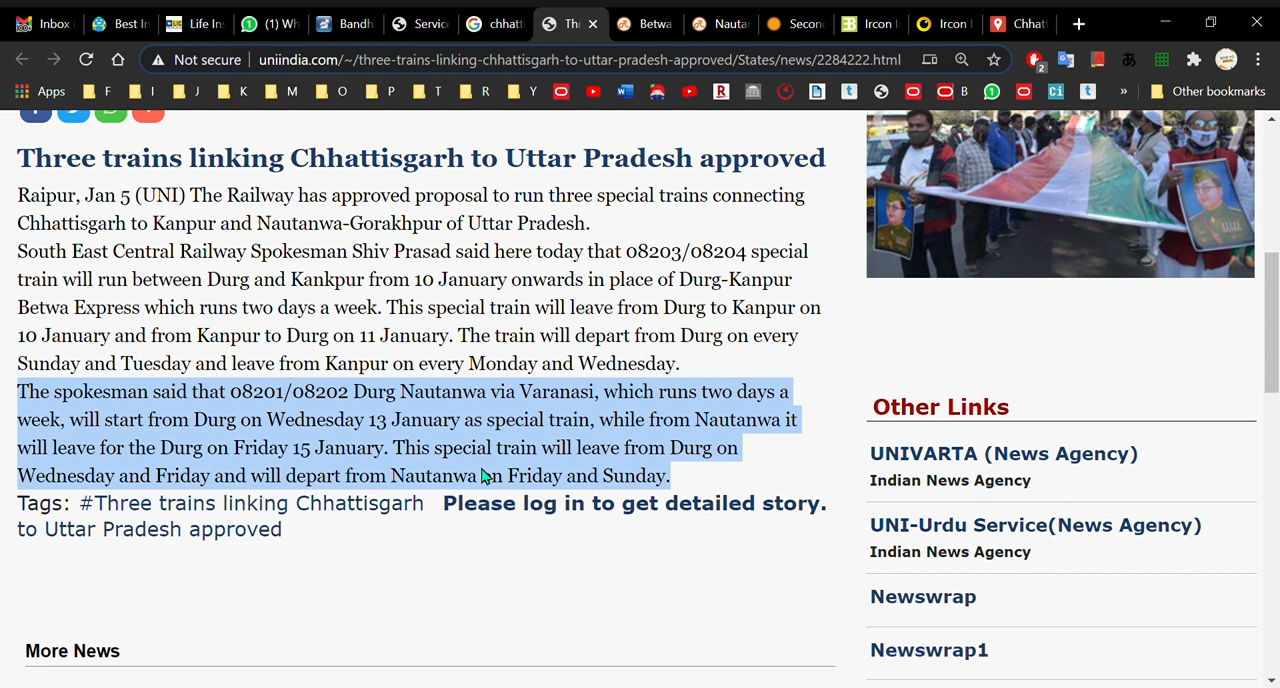 Inbox
Best In
Life In
(1) Wh
Bandh
Servic
chhatt
Th
Betwa
Nauta
Secon
Ircon I
Ircon
Chhat
Not secure
uniindia.com/~/three-trains-linking-chhattisgarh-to-uttar-pradesh-approved/States/news/2284222.html
2
Apps F I J K M O P T R Y B » Other bookmarks
Three trains linking Chhattisgarh to Uttar Pradesh approved
Raipur, Jan 5 (UNI) The Railway has approved proposal to run three special trains connecting
Chhattisgarh to Kanpur and Nautanwa-Gorakhpur of Uttar Pradesh.
South East Central Railway Spokesman Shiv Prasad said here today that 08203/08204 special
train will run between Durg and Kankpur from 10 January onwards in place of Durg-Kanpur
Betwa Express which runs two days a week. This special train will leave from Durg to Kanpur on
10 January and from Kanpur to Durg on 11 January. The train will depart from Durg on every
Sunday and Tuesday and leave from Kanpur on every Monday and Wednesday.
The spokesman said that 08201/08202 Durg Nautanwa via Varanasi, which runs two days a
week, will start from Durg on Wednesday 13 January as special train, while from Nautanwa it
will leave for the Durg on Friday 15 January. This special train will leave from Durg on
Wednesday and Friday and will depart from Nautanwa on Friday and Sunday.
Tags: #Three trains linking Chhattisgarh
to Uttar Pradesh approved
Please log in to get detailed story.
More News
Other Links
UNIVARTA (News Agency)
Indian News Agency
UNI-Urdu Service(News Agency)
Indian News Agency
Newswrap
Newswrap1